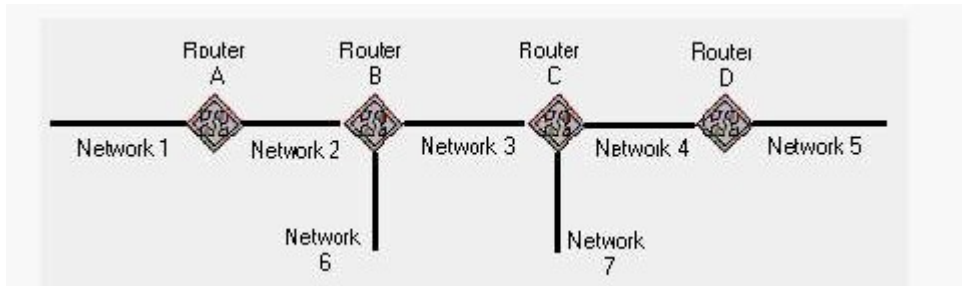 Router
A
Router
B
Router
C
Router
D
Network 1
Network 2
Network 3
Network 4
Network 5
Network
6
Network
7